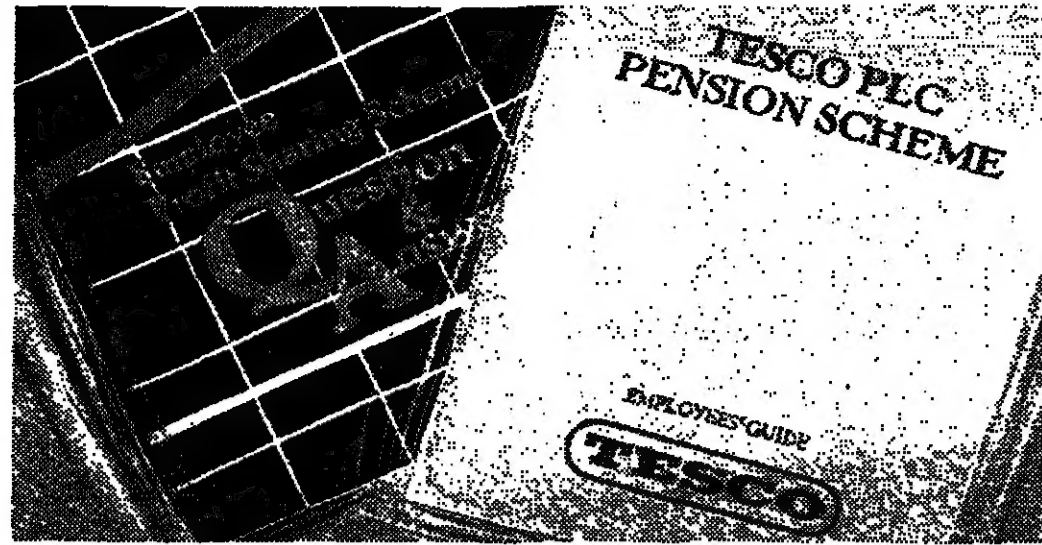 Employee
Profit Sharing Scheme
Question
&
TESCO PLC
PENSION SCHEME
EMPLOYEES' GUIDE
TESCO